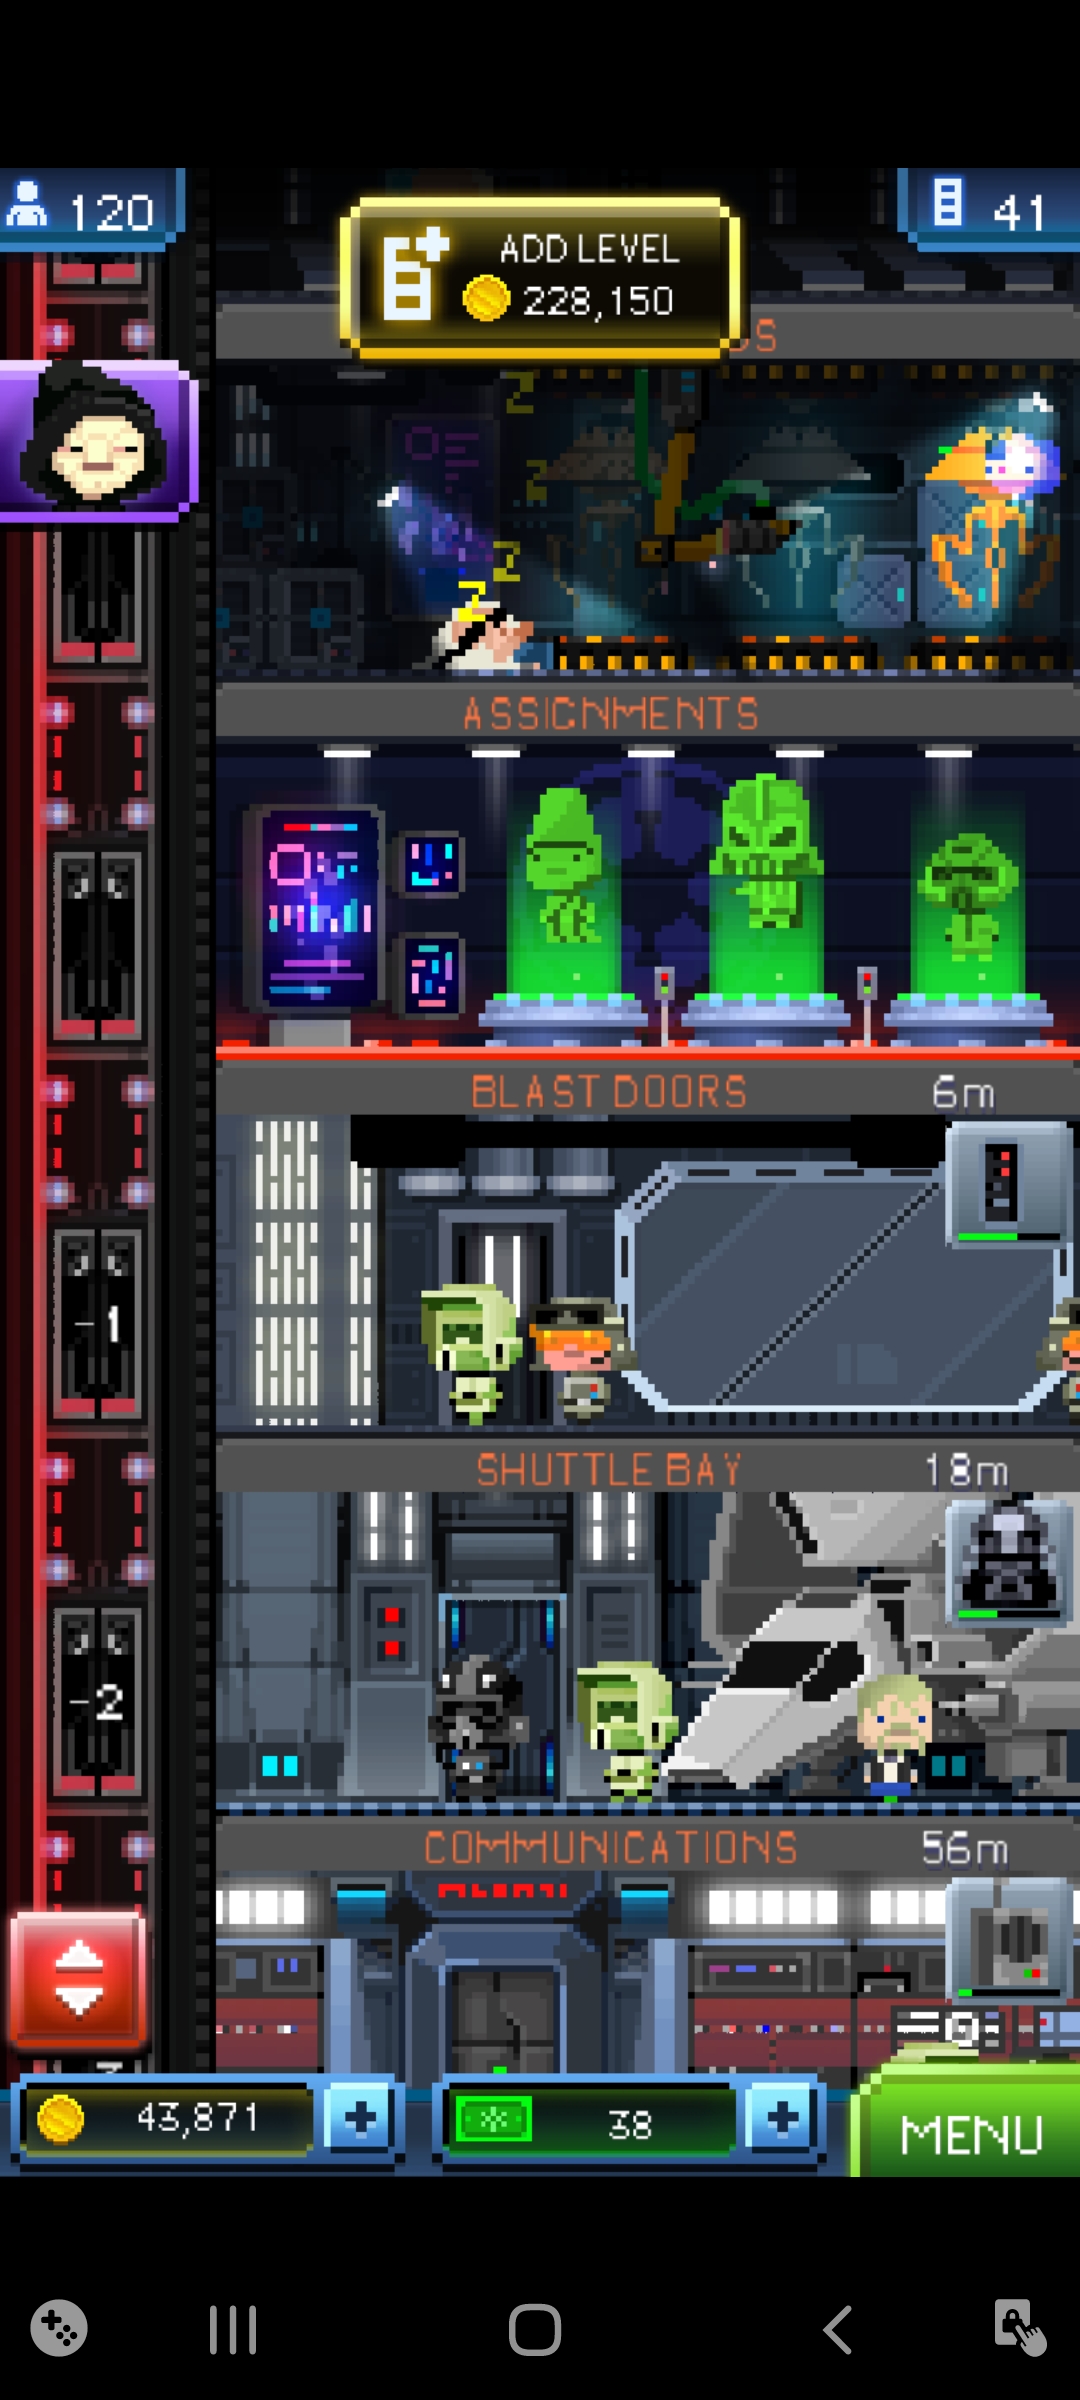 120
ADD LEVEL
228,150
41
DS
Z
Z
Z
Z
ASSIGNMENTS
BLAST DOORS 6m
-1
SHUTTLE BAY 18m
-2
COMMUNICATIONS 56m
43,871
38
MENU